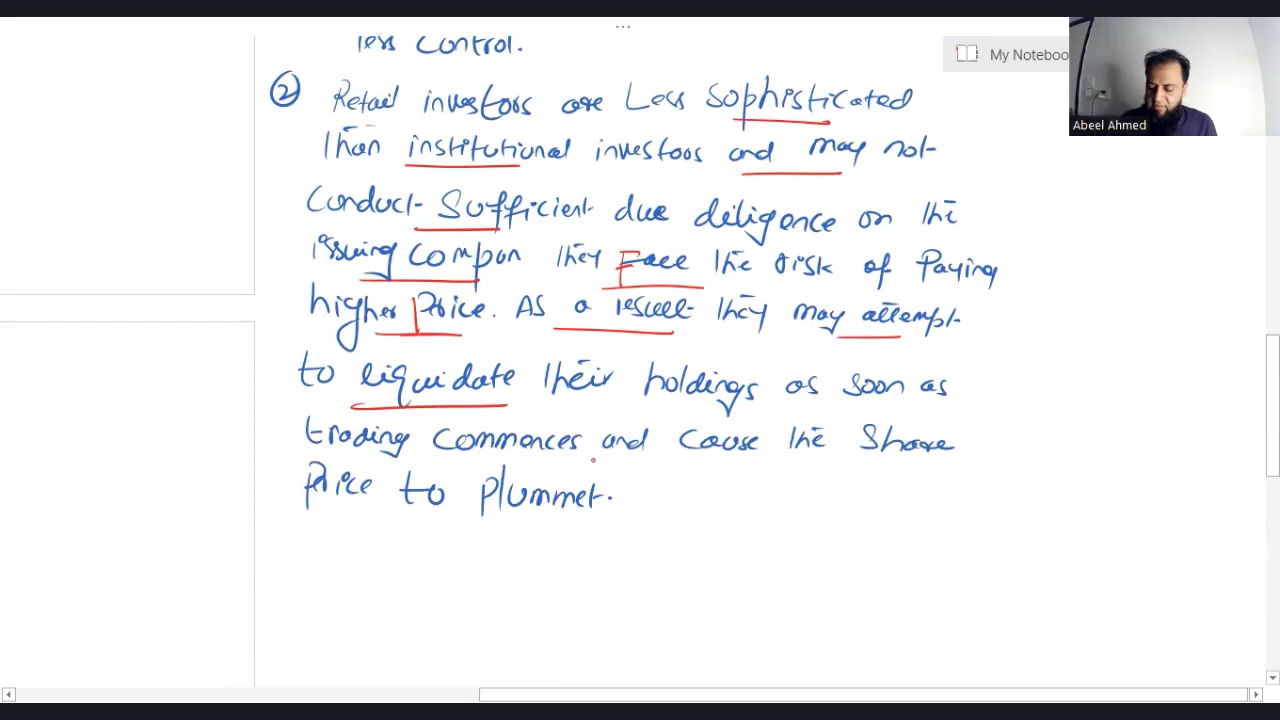 less control.
My Noteboo
Abeel Ahmed
2 Retail investors are Less Sophisticated
than institutional investors and may not
Conduct Sufficient due diligence on the
issuing Compan they Face the risk of Paying
higher Price. As a result they may attempt
to liquidate their holdings as soon as
trading Commences and Cause the Share
Price to Plummet.